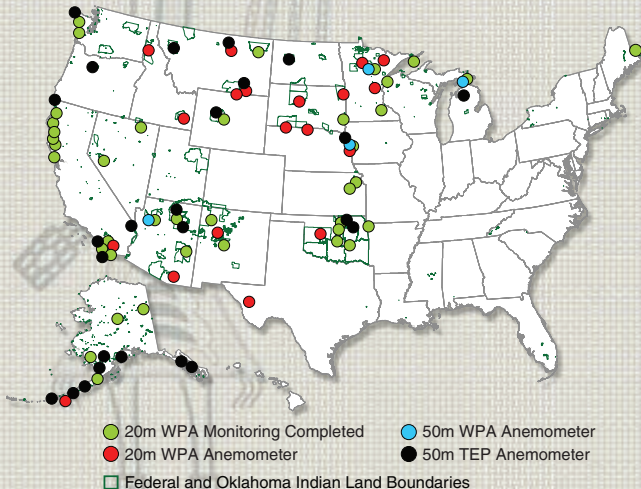 20m WPA Monitoring Completed
20m WPA Anemometer
50m WPA Anemometer
50m TEP Anemometer
Federal and Oklahoma Indian Land Boundaries